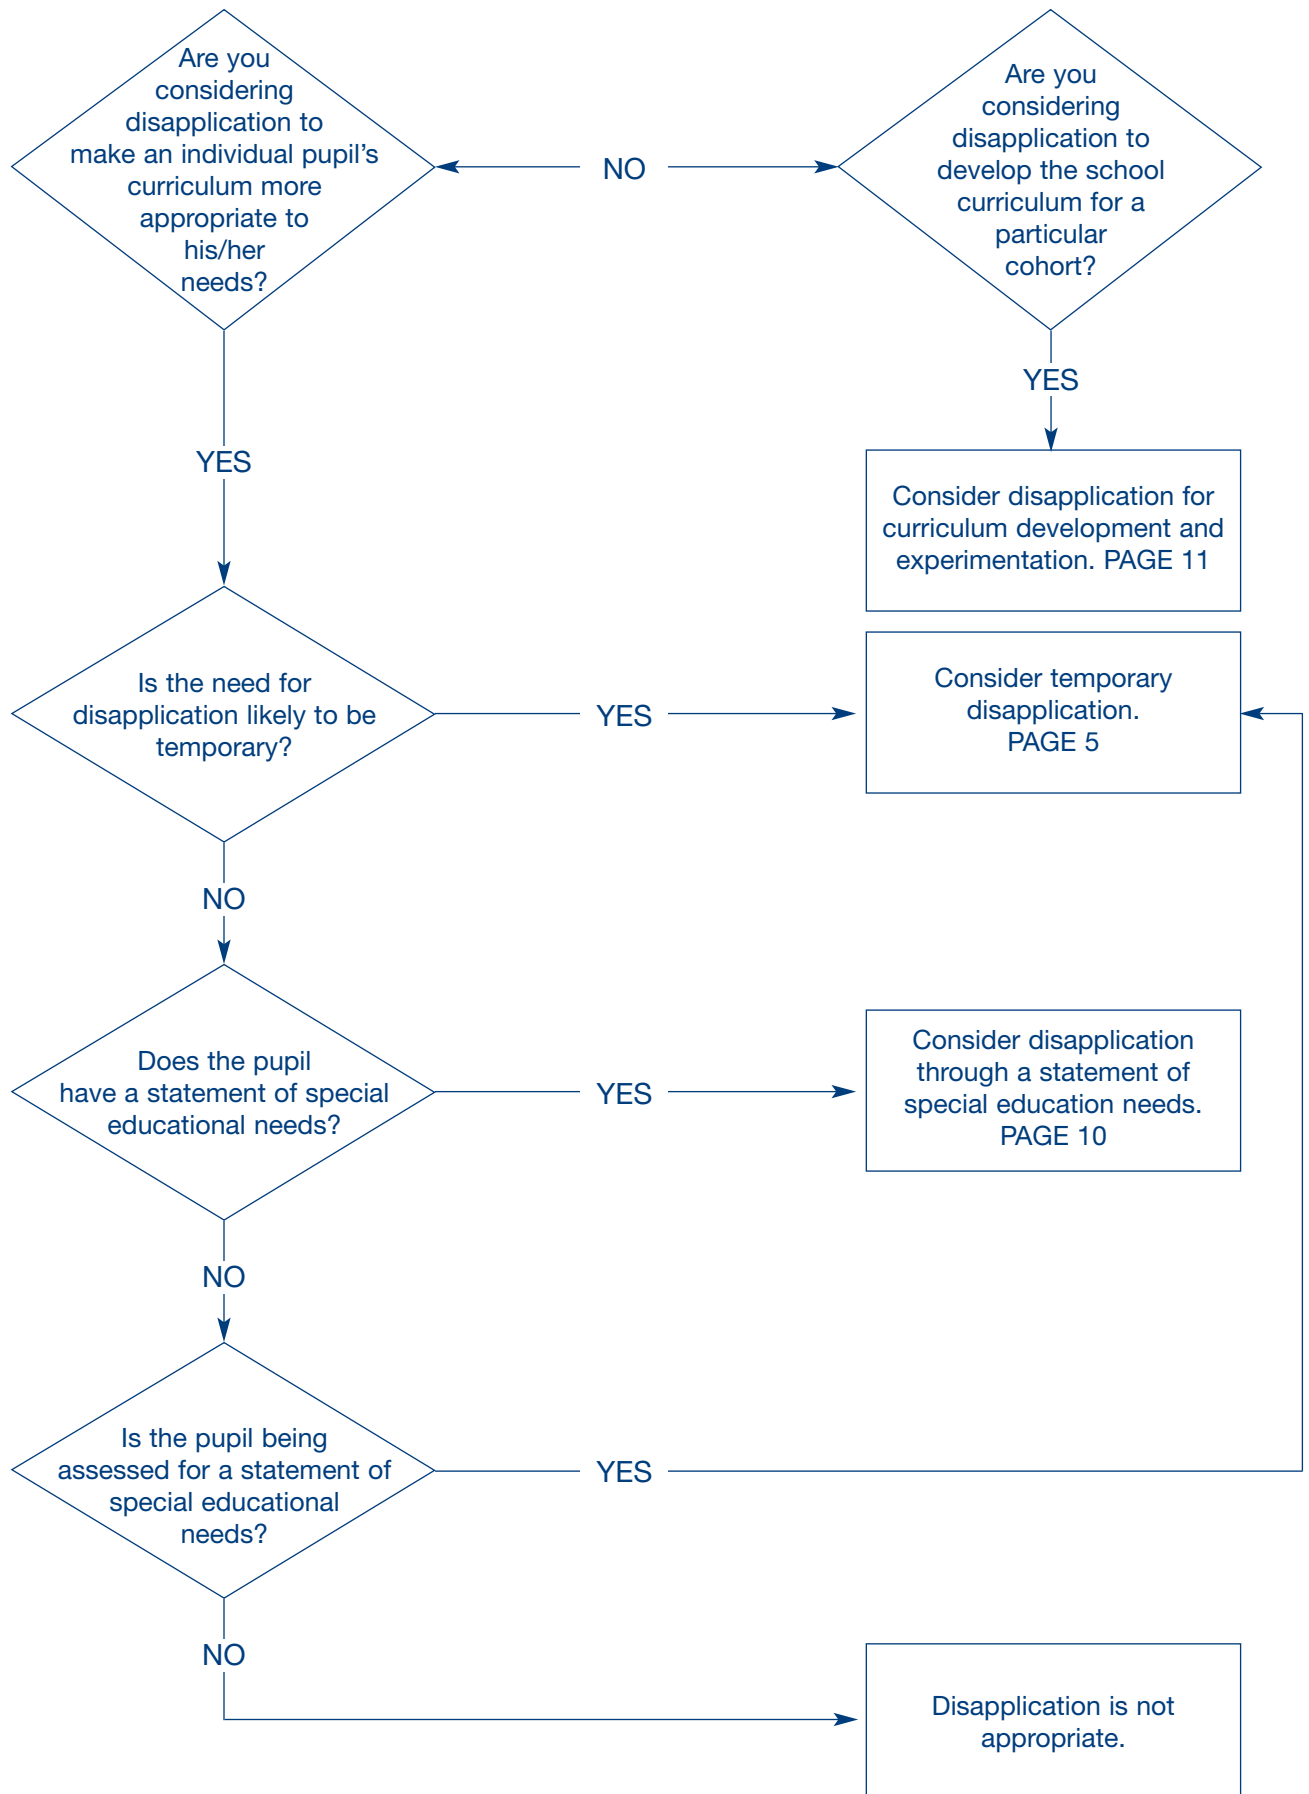 Are you
considering
disapplication to
make an individual pupil's
curriculum more
appropriate to
his/her
needs?
NO
Are you
considering
disapplication to
develop the school
curriculum for a
particular
cohort?
YES
YES
Consider disapplication for
curriculum development and
experimentation. PAGE 11
Is the need for
disapplication likely to be
temporary?
YES
Consider temporary
disapplication.
PAGE 5
NO
Does the pupil
have a statement of special
educational needs?
YES
Consider disapplication
through a statement of
special education needs.
PAGE 10
NO
Is the pupil being
assessed for a statement of
special educational
needs?
YES
NO
Disapplication is not
appropriate.